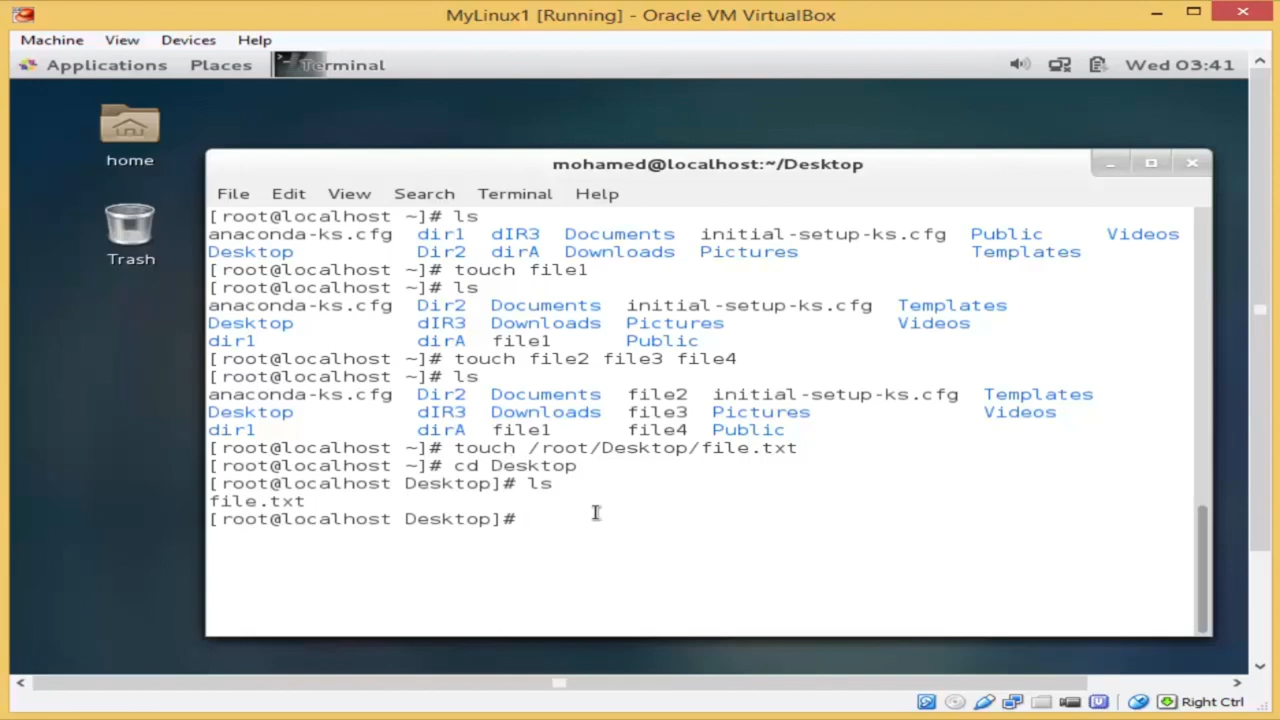 MyLinux1 [Running] - Oracle VM VirtualBox
Machine View Devices Help
Applications Places Terminal Wed 03:41
home
Trash
mohamed@localhost:~/Desktop
File Edit View Search Terminal Help
[root@localhost ~]# ls
anaconda-ks.cfg dir1 dIR3 Documents initial-setup-ks.cfg Public Videos
Desktop Dir2 dirA Downloads Pictures Templates
[root@localhost ~]# touch file1
[root@localhost ~]# ls
anaconda-ks.cfg Dir2 Documents initial-setup-ks.cfg Templates
Desktop dIR3 Downloads Pictures Videos
dir1 dirA file1 Public
[root@localhost ~]# touch file2 file3 file4
[root@localhost ~]# ls
anaconda-ks.cfg Dir2 Documents file2 initial-setup-ks.cfg Templates
Desktop dIR3 Downloads file3 Pictures Videos
dir1 dirA file1 file4 Public
[root@localhost ~]# touch /root/Desktop/file.txt
[root@localhost ~]# cd Desktop
[root@localhost Desktop]# ls
file.txt
[root@localhost Desktop]#
Right Ctrl